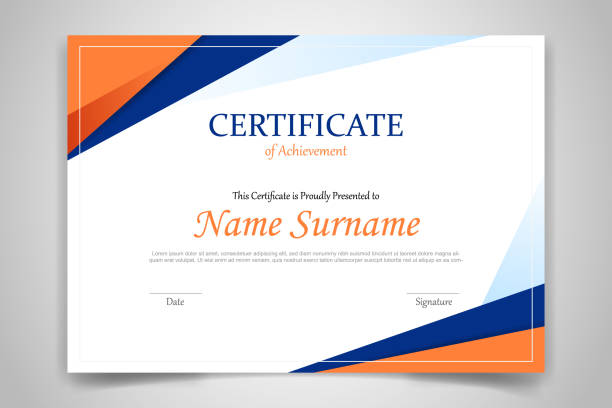 CERTIFICATE
of Achievement
This Certificate is Proudly Presented to
Name Surname
Lorem ipsum dolor sit amet, consectetuer adipiscing elit, sed diam nonummy nibh euismod tincidunt ut laoreet dolore magna ali-
quam erat volutpat. Ut wisi enim ad minim veniam, quis nostrud exerci tation ullamcorper suscipit lobortis nisl ut aliquip ex ea com-
Date
Signature